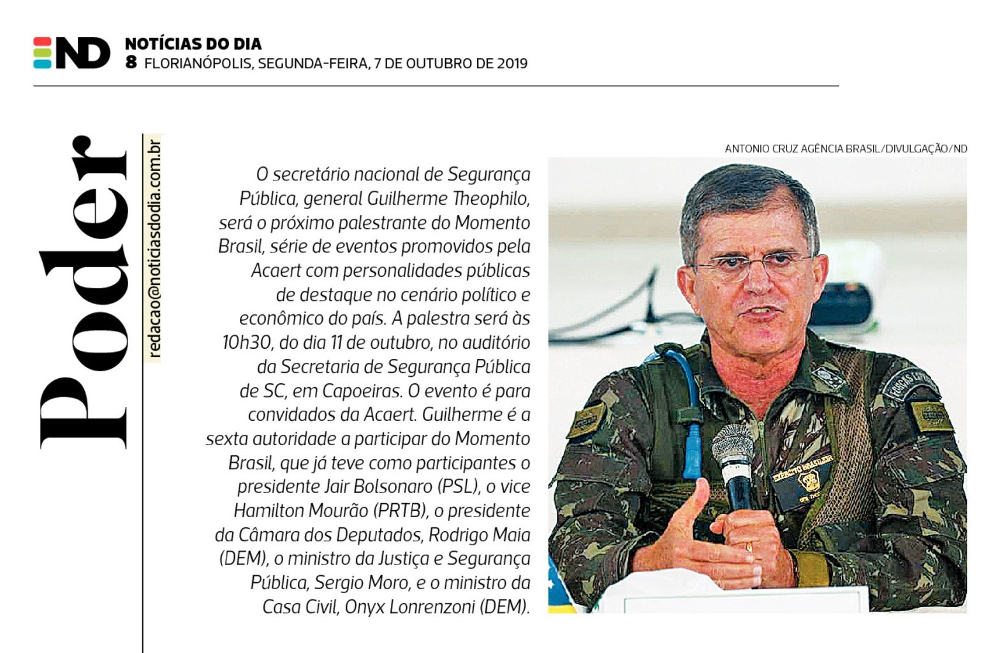 ND
NOTÍCIAS DO DIA
8 FLORIANÓPOLIS, SEGUNDA-FEIRA, 7 DE OUTUBRO DE 2019
Poder
redacao@noticiasdodia.com.br
ANTONIO CRUZ AGÊNCIA BRASIL/DIVULGAÇÃO/ND
O secretário nacional de Segurança
Pública, general Guilherme Theophilo,
será o próximo palestrante do Momento
Brasil, série de eventos promovidos pela
Acaert com personalidades públicas
de destaque no cenário político e
econômico do país. A palestra será às
10h30, do dia 11 de outubro, no auditório
da Secretaria de Segurança Pública
de SC, em Capoeiras. O evento é para
convidados da Acaert. Guilherme é a
sexta autoridade a participar do Momento
Brasil, que já teve como participantes o
presidente Jair Bolsonaro (PSL), o vice
Hamilton Mourão (PRTB), o presidente
da Câmara dos Deputados, Rodrigo Maia
(DEM), o ministro da Justiça e Segurança
Pública, Sergio Moro, e o ministro da
Casa Civil, Onyx Lonrenzoni (DEM).
EXÉRCITO BRASILEIRO